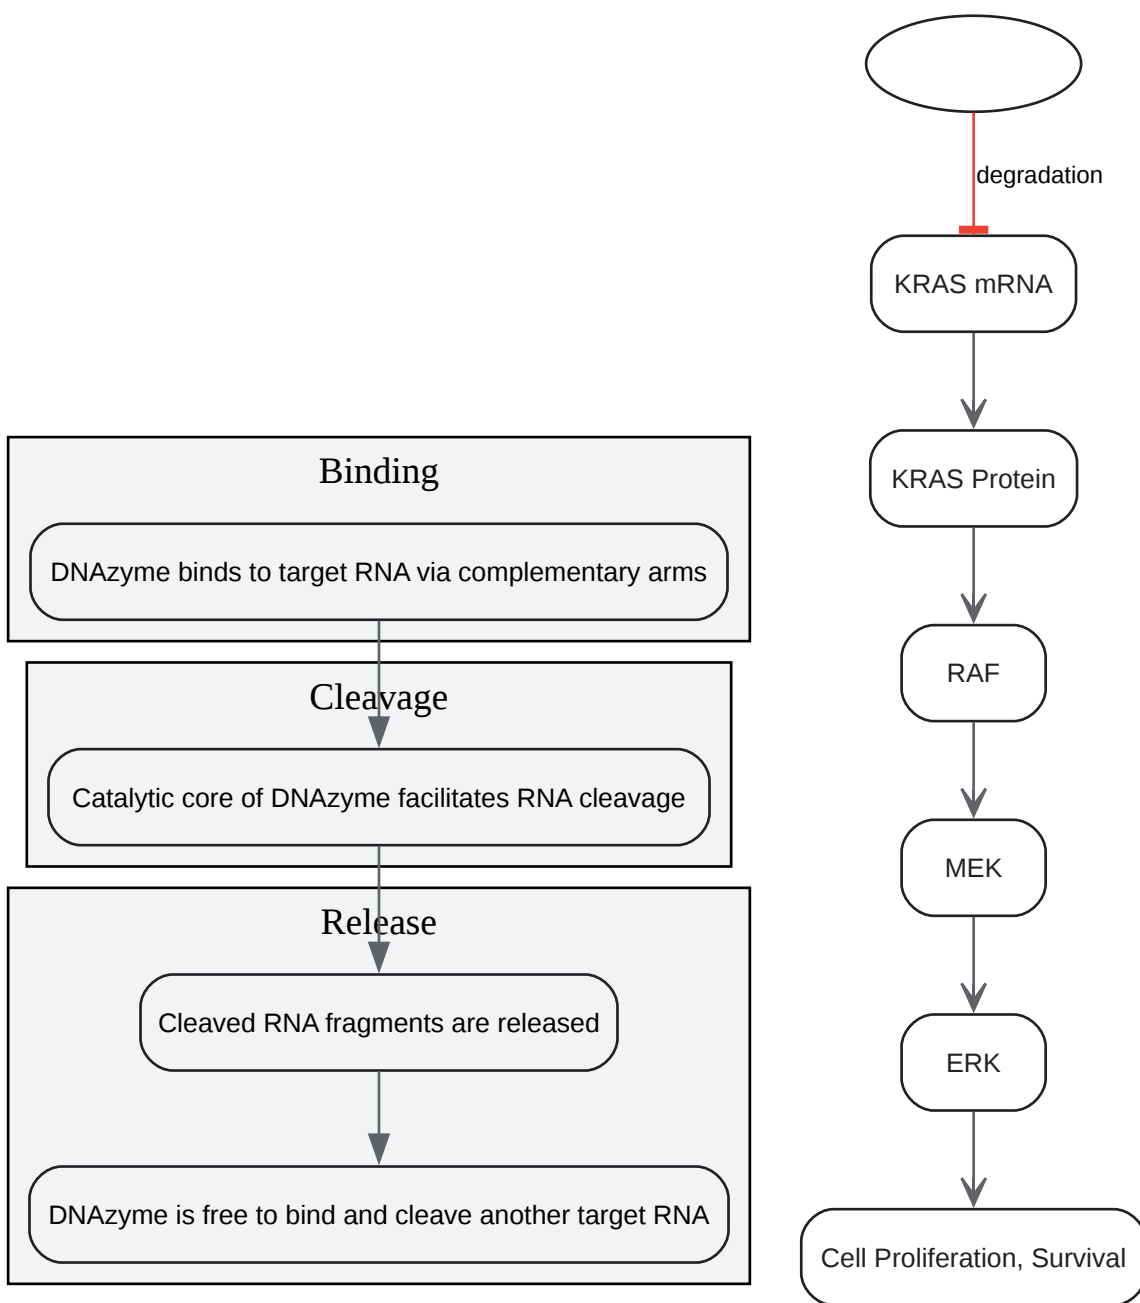 Binding
DNAzyme binds to target RNA via complementary arms
Cleavage
Catalytic core of DNAzyme facilitates RNA cleavage
Release
Cleaved RNA fragments are released
DNAzyme is free to bind and cleave another target RNA
degradation
KRAS mRNA
KRAS Protein
RAF
MEK
ERK
Cell Proliferation, Survival